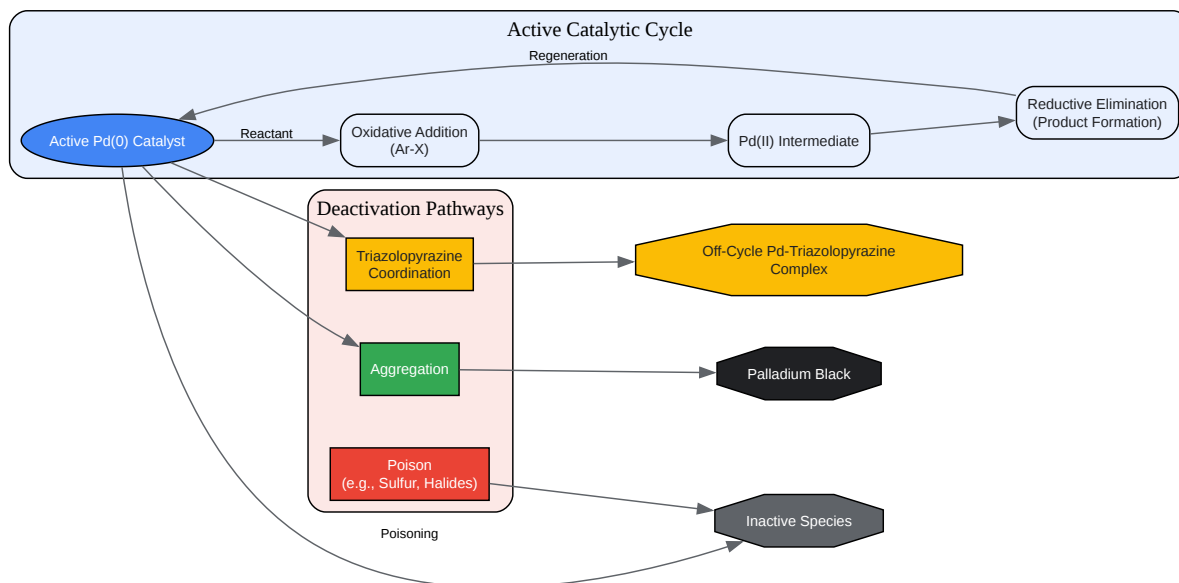 Active Catalytic Cycle
Regeneration
Active Pd(0) Catalyst
Reactant
Oxidative Addition
(Ar-X)
Pd(II) Intermediate
Reductive Elimination
(Product Formation)
Deactivation Pathways
Triazolopyrazine
Coordination
Off-Cycle Pd-Triazolopyrazine
Complex
Aggregation
Palladium Black
Poison
(e.g., Sulfur, Halides)
Inactive Species
Poisoning